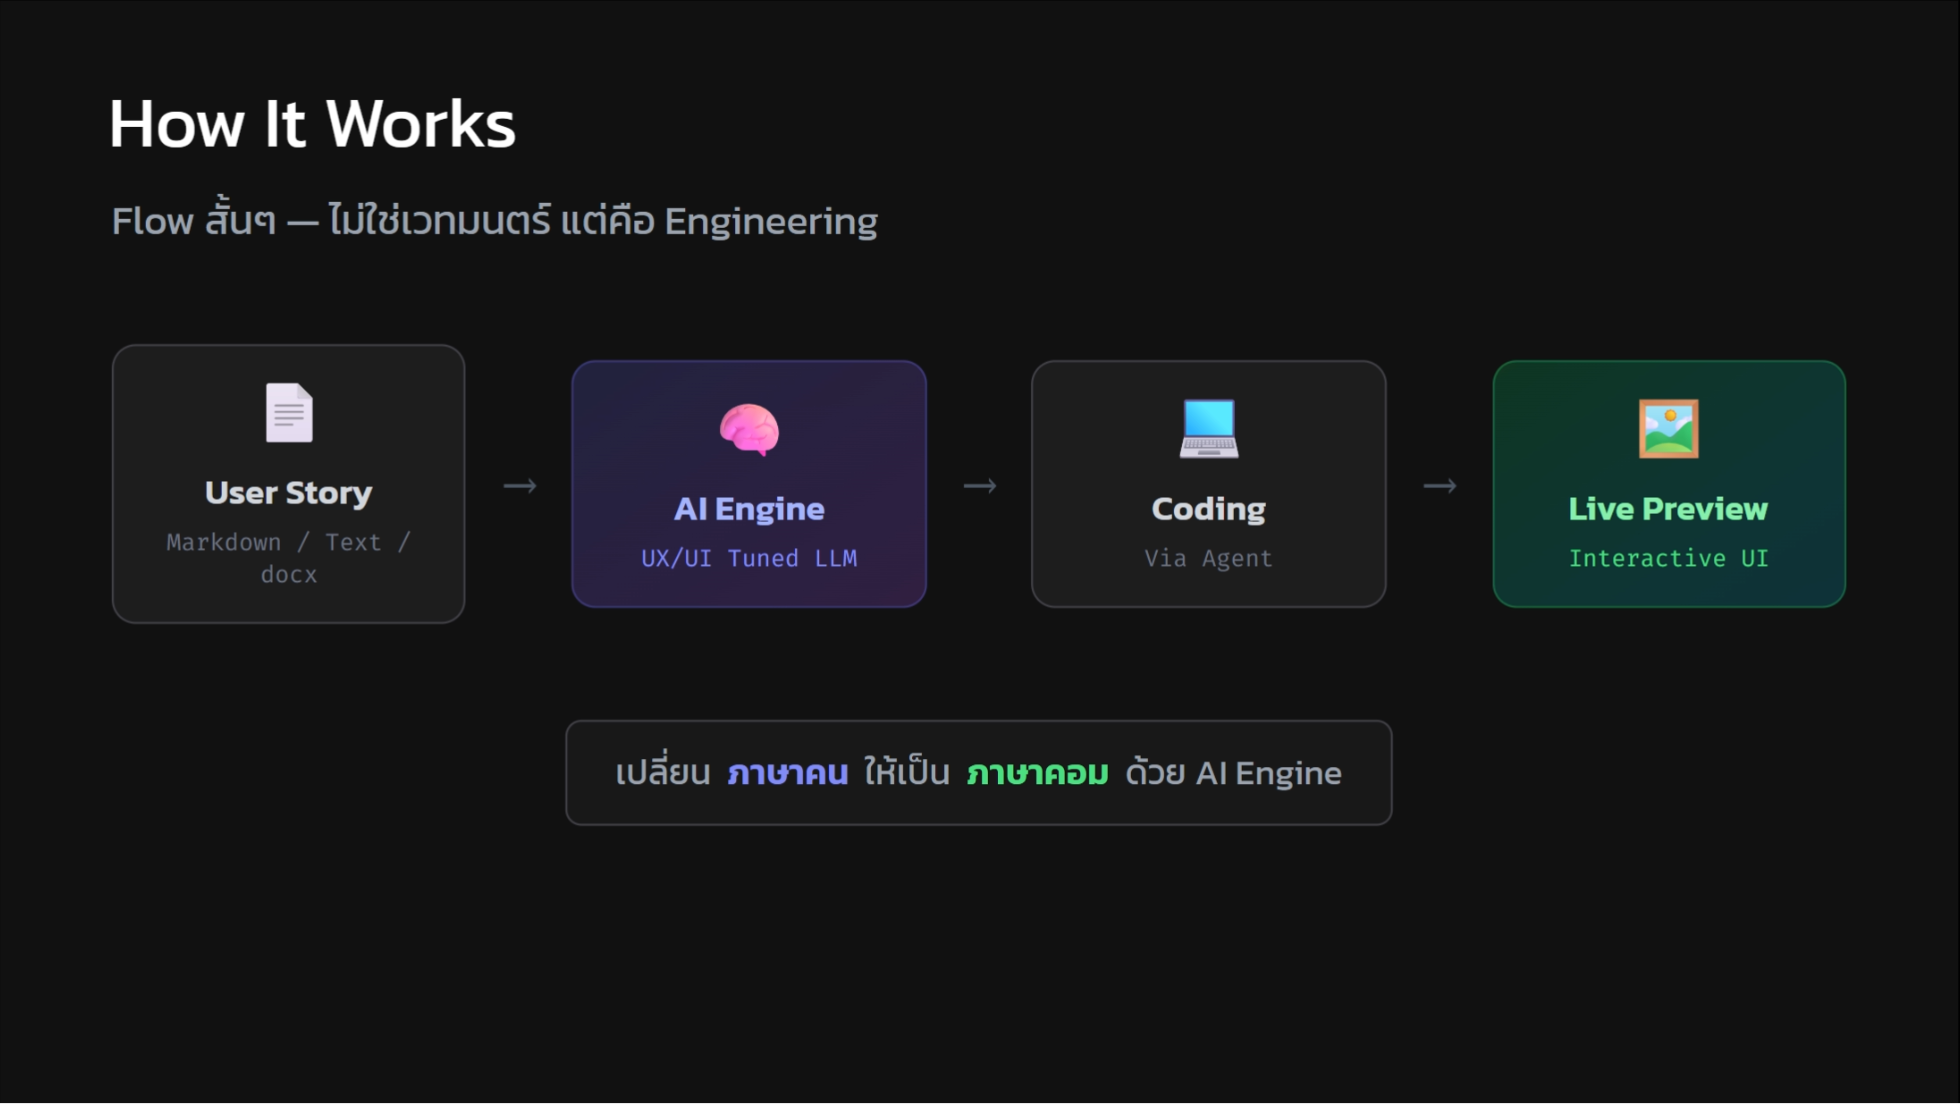 How It Works
Flow สั้นๆ — ไม่ใช่เวทมนตร์ แต่คือ Engineering
User Story
Markdown / Text /
docx
→
AI Engine
UX/UI Tuned LLM
→
Coding
Via Agent
→
Live Preview
Interactive UI
เปลี่ยน ภาษาคน ให้เป็น ภาษาคอม ด้วย AI Engine